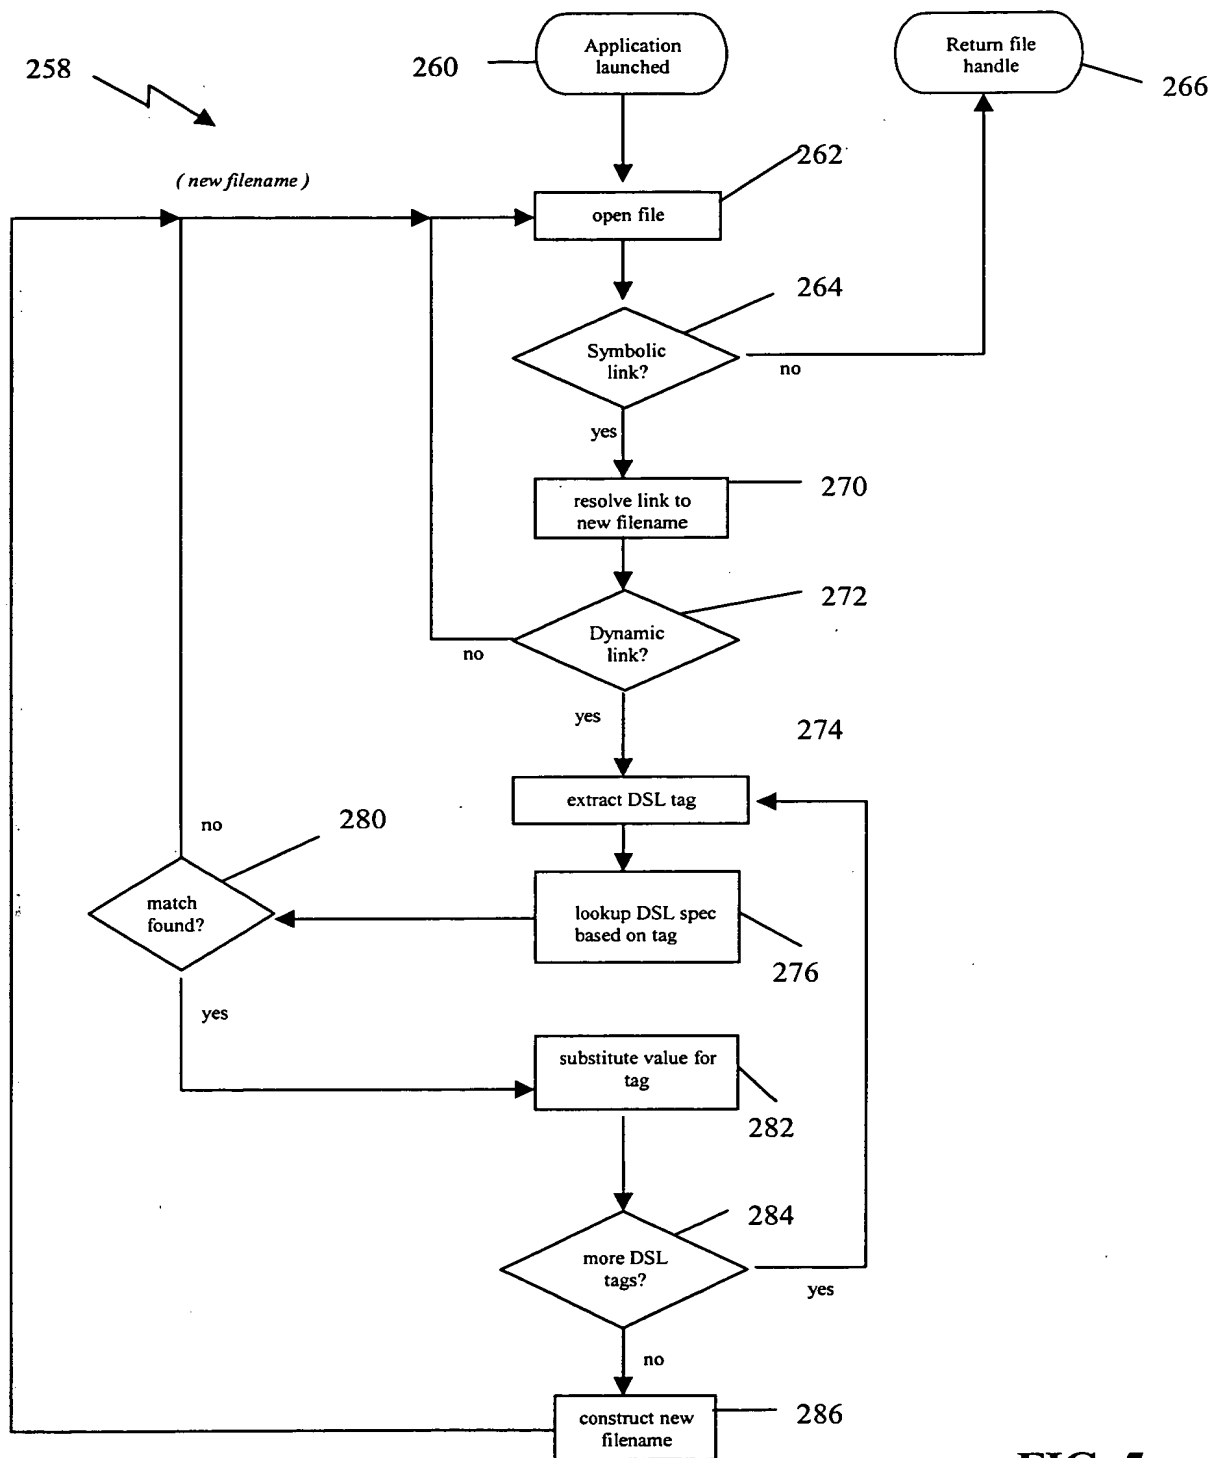 258
260
Application
launched
Return file
handle
266
262
( new filename )
open file
264
Symbolic
link?
no
yes
270
resolve link to
new filename
272
Dynamic
link?
no
yes
274
extract DSL tag
no
280
match
found?
lookup DSL spec
based on tag
276
yes
substitute value for
tag
282
284
more DSL
tags?
yes
no
construct new
filename
286